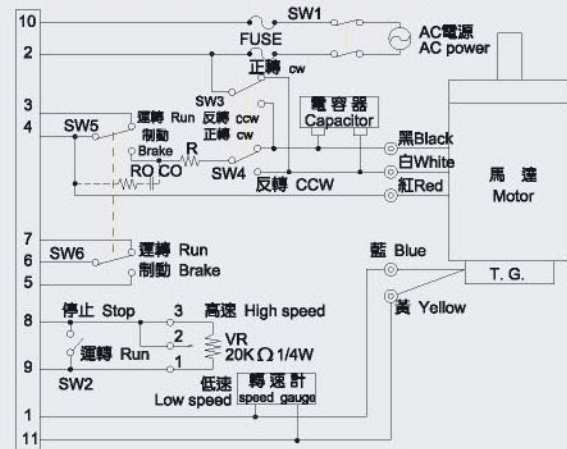 10
SW1
AC電源
FUSE
AC power
2
正轉 cw
3
SW3
電容器
Capacitor
運轉 Run 反轉 ccw
4
SW5
制動 正轉 cw
黑Black
Brake
R
白White
馬達
RO CO
SW4
反轉 CCW
紅Red
Motor
7
運轉 Run
藍 Blue
6
SW6
制動 Brake
T. G.
5
黃 Yellow
停止 Stop
3
高速 High speed
8
2
VR
運轉 Run
20KΩ 1/4W
9
1
SW2
低速
轉速計
Low speed
speed gauge
1
11